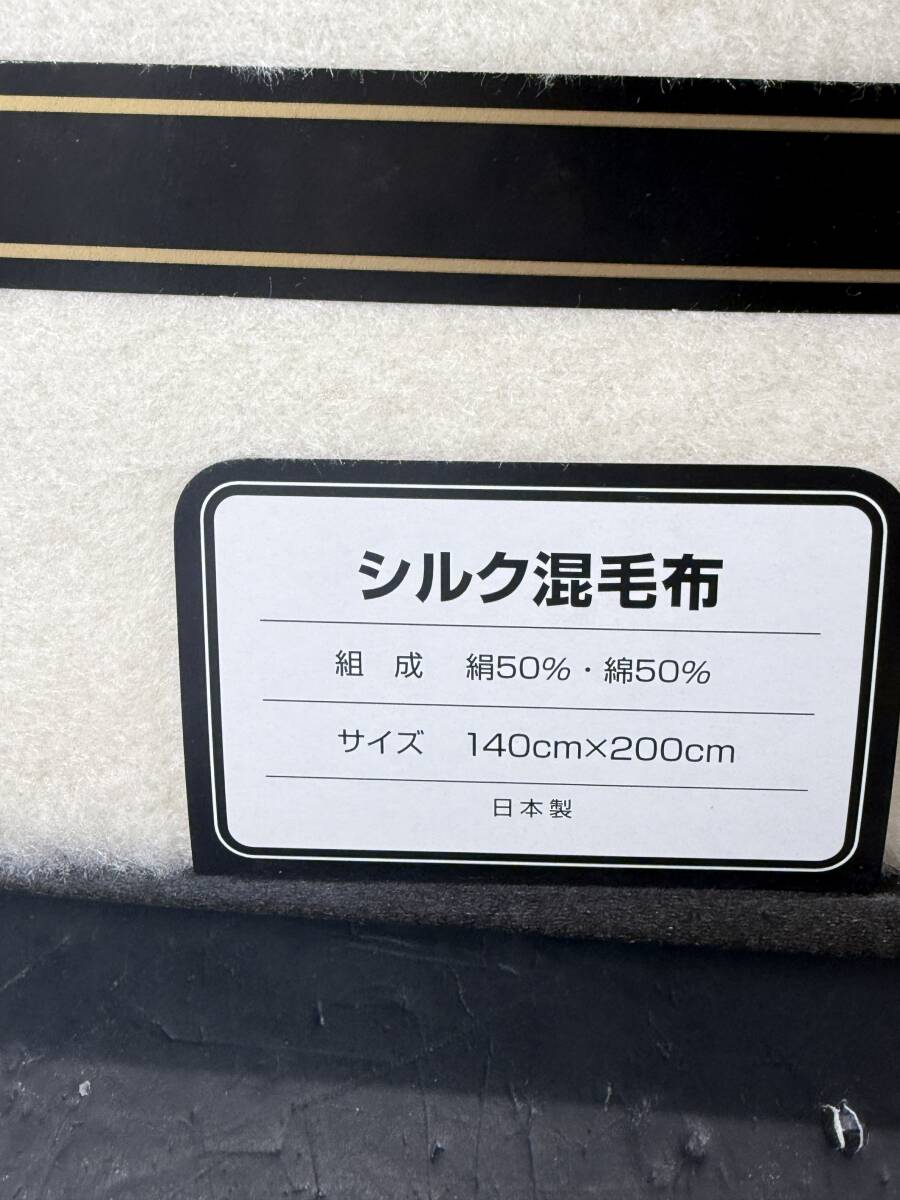 シルク混毛布
組成 絹50%・綿50%
サイズ 140cm×200cm
日本製